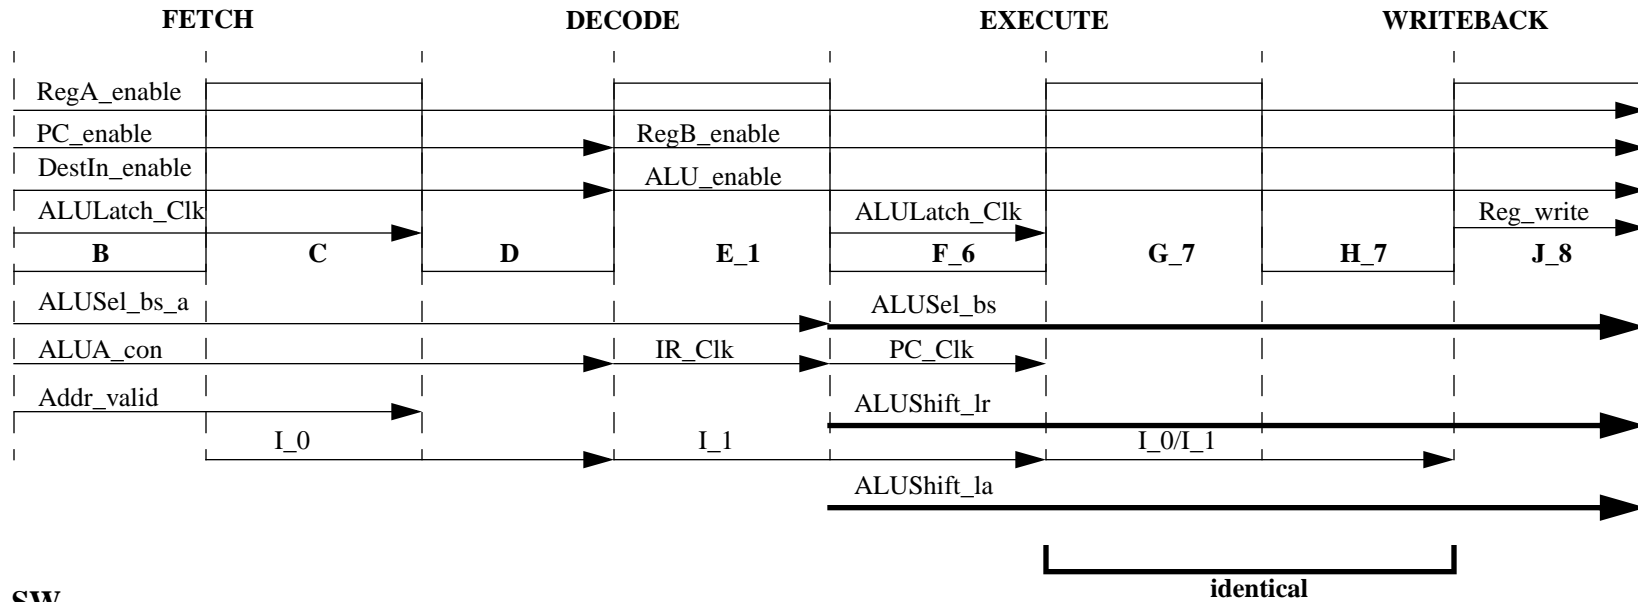 FETCH DECODE EXECUTE WRITEBACK
RegA_enable
PC_enable RegB_enable
DestIn_enable ALU_enable
ALULatch_Clk ALULatch_Clk Reg_write
B C D E_1 F_6 G_7 H_7 J_8
ALUSel_bs_a ALUSel_bs
ALUA_con IR_Clk PC_Clk
Addr_valid ALUShift_lr
I_0 I_1 I_0/I_1
ALUShift_la
identical
SW